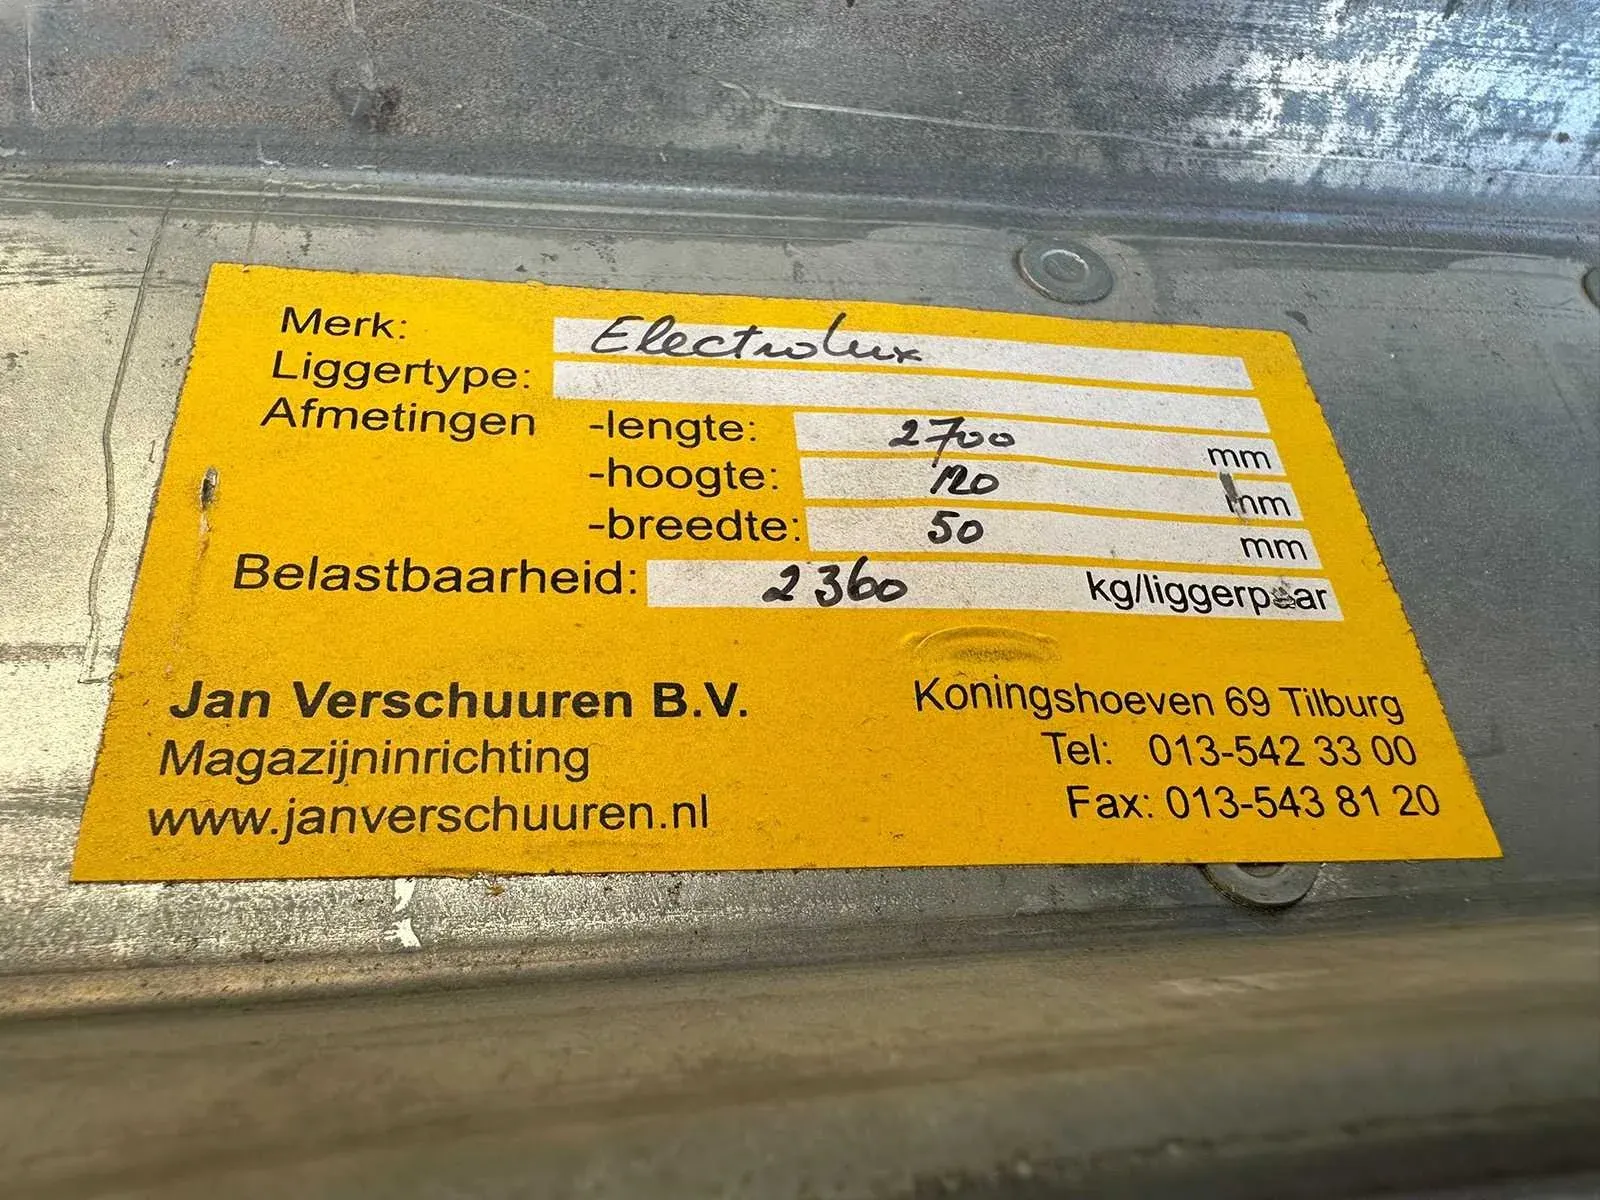 Merk: Electrolux
Liggertype:
Afmetingen -lengte: 2700 mm
-hoogte: 120 mm
-breedte: 50 mm
Belastbaarheid: 2360 kg/liggerpaar
Jan Verschuuren B.V.
Magazijninrichting
www.janverschuuren.nl
Koningshoeven 69 Tilburg
Tel: 013-542 33 00
Fax: 013-543 81 20